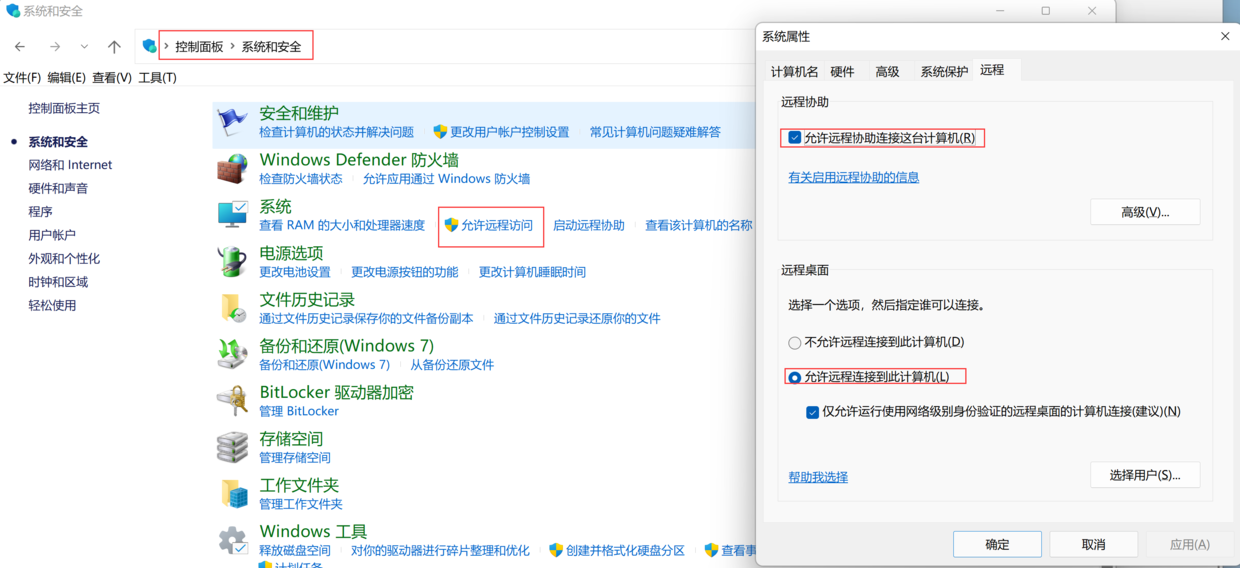 系统和安全
控制面板 › 系统和安全
文件(F) 编辑(E) 查看(V) 工具(T)
控制面板主页
系统和安全
网络和 Internet
硬件和声音
程序
用户帐户
外观和个性化
时钟和区域
轻松使用
安全和维护
检查计算机的状态并解决问题 更改用户帐户控制设置 常见计算机问题疑难解答
Windows Defender 防火墙
检查防火墙状态 允许应用通过 Windows 防火墙
系统
查看 RAM 的大小和处理器速度 允许远程访问 启动远程协助 查看该计算机的名称
电源选项
更改电池设置 更改电源按钮的功能 更改计算机睡眠时间
文件历史记录
通过文件历史记录保存你的文件备份副本 通过文件历史记录还原你的文件
备份和还原(Windows 7)
备份和还原(Windows 7) 从备份还原文件
BitLocker 驱动器加密
管理 BitLocker
存储空间
管理存储空间
工作文件夹
管理工作文件夹
Windows 工具
释放磁盘空间 对你的驱动器进行碎片整理和优化 创建并格式化硬盘分区 查看事
计划任务
系统属性
计算机名 硬件 高级 系统保护 远程
远程协助
允许远程协助连接这台计算机(R)
有关启用远程协助的信息
高级(V)...
远程桌面
选择一个选项，然后指定谁可以连接。
不允许远程连接到此计算机(D)
允许远程连接到此计算机(L)
仅允许运行使用网络级别身份验证的远程桌面的计算机连接(建议)(N)
帮助我选择
选择用户(S)...
确定 取消 应用(A)